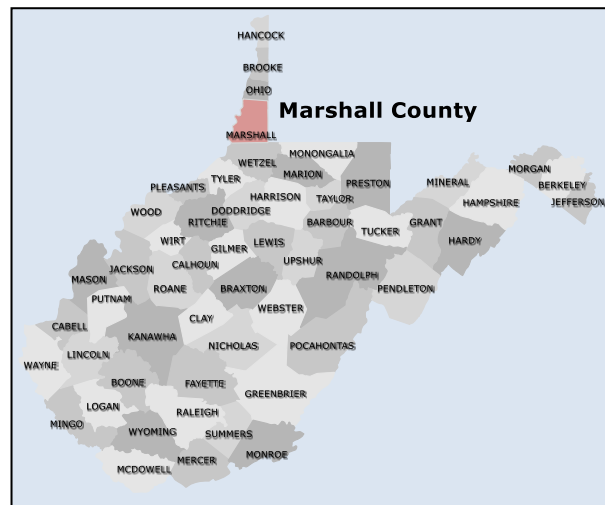 HANCOCK
BROOKE
OHIO
Marshall County
MARSHALL
MONONGALIA
WETZEL
MARION
MORGAN
TYLER
PRESTON
MINERAL
BERKELEY
PLEASANTS
HARRISON
TAYLOR
HAMPSHIRE
JEFFERSON
WOOD
DODDRIDGE
RITCHIE
BARBOUR
GRANT
TUCKER
WIRT
GILMER
LEWIS
HARDY
CALHOUN
UPSHUR
JACKSON
MASON
RANDOLPH
ROANE
BRAXTON
PENDLETON
PUTNAM
WEBSTER
CLAY
CABELL
KANAWHA
NICHOLAS
POCAHONTAS
LINCOLN
WAYNE
BOONE
FAYETTE
GREENBRIER
LOGAN
RALEIGH
MINGO
WYOMING
SUMMERS
MONROE
MERCER
MCDOWELL